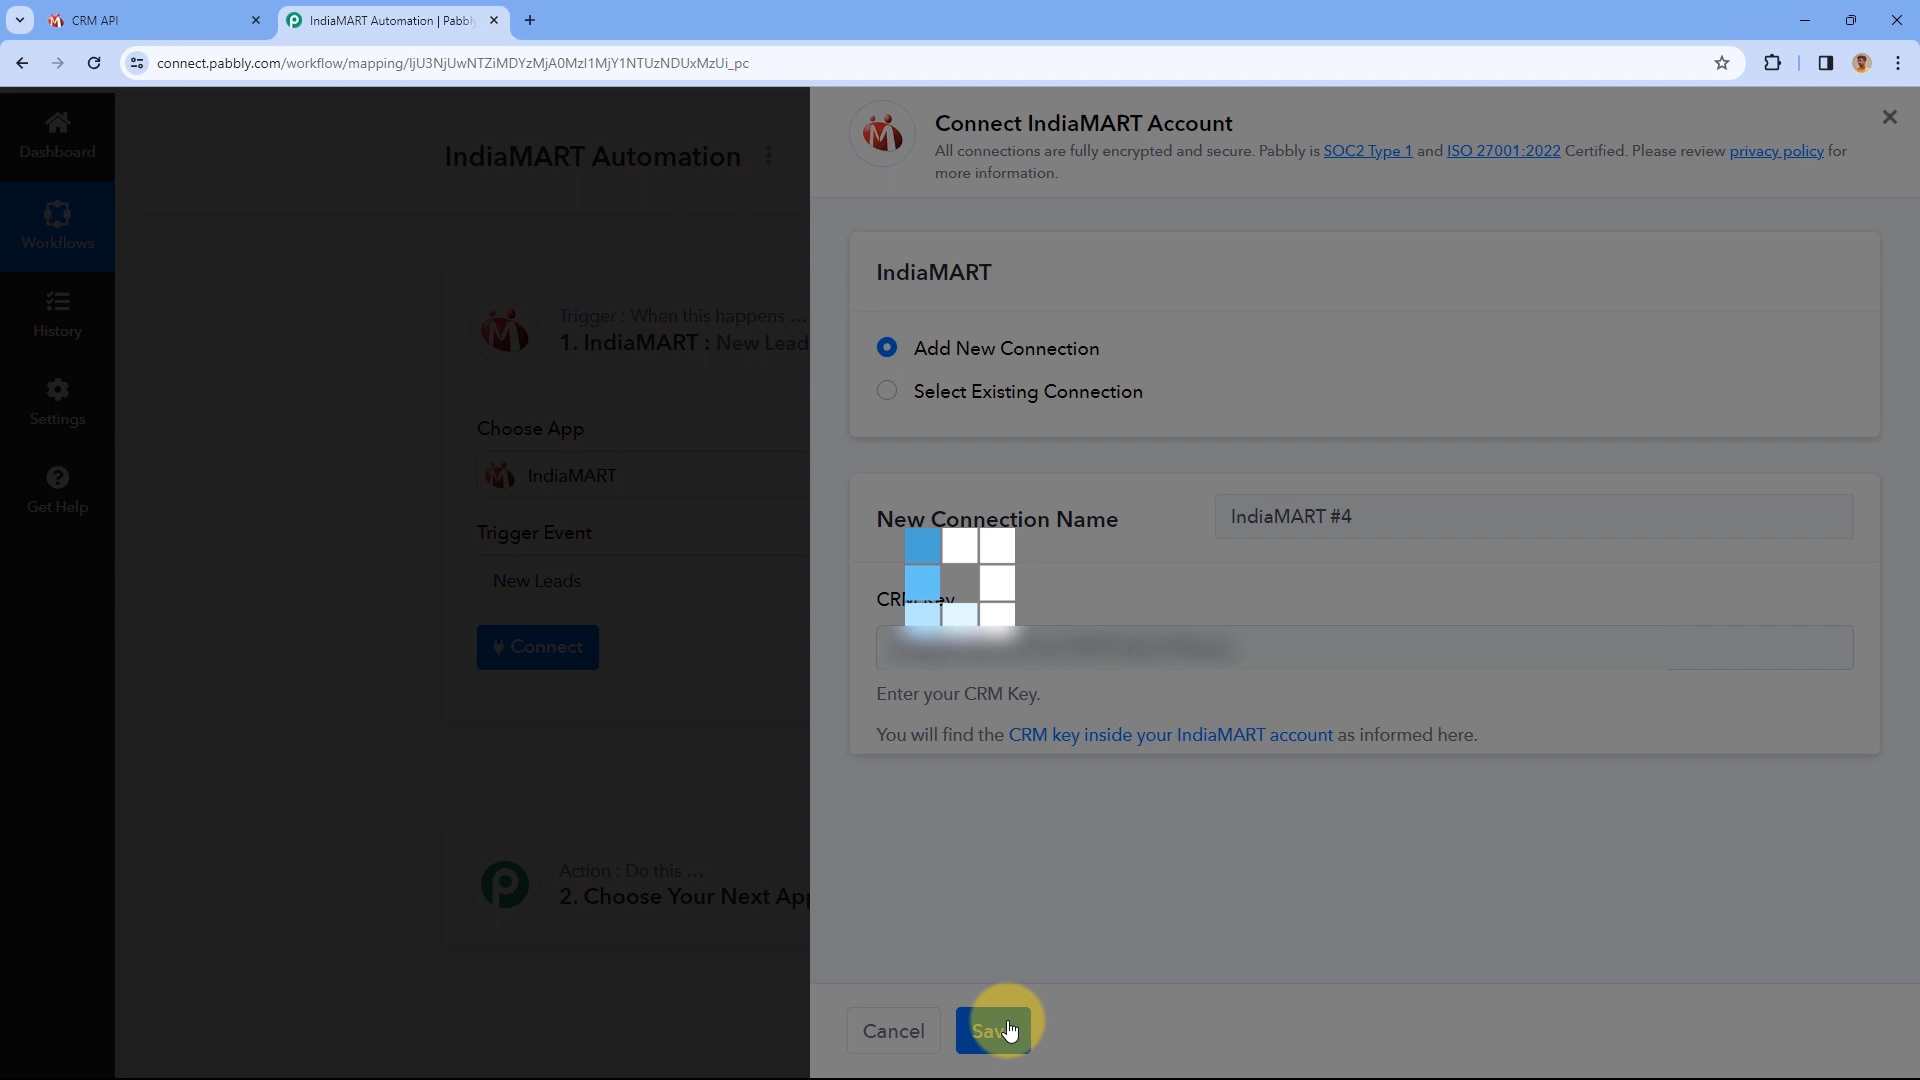 CRM API
IndiaMART Automation | Pabbly
connect.pabbly.com/workflow/mapping/
Dashboard
Workflows
History
Settings
Get Help
IndiaMART Automation
Trigger : When this happens ...
1. IndiaMART : New Lead
Choose App
IndiaMART
Trigger Event
New Leads
Connect
Action : Do this ...
2. Choose Your Next App
Connect IndiaMART Account
All connections are fully encrypted and secure. Pabbly is SOC2 Type 1 and ISO 27001:2022 Certified. Please review privacy policy for
more information.
IndiaMART
Add New Connection
Select Existing Connection
New Connection Name
IndiaMART #4
CRM Key
Enter your CRM Key.
You will find the CRM key inside your IndiaMART account as informed here.
Cancel
Save